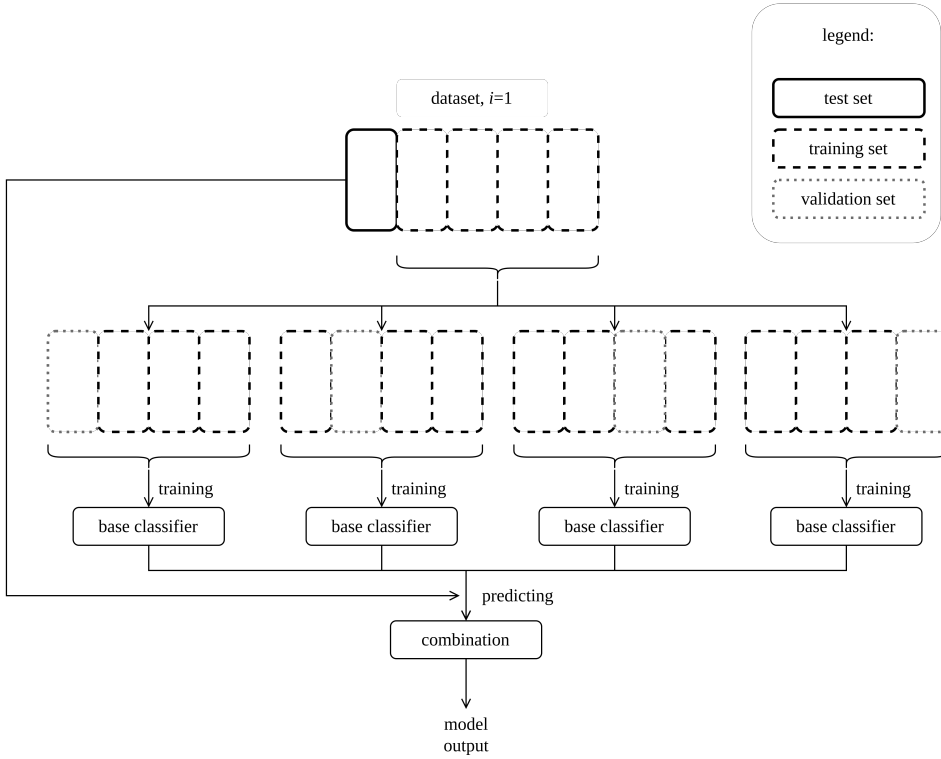 legend:
test set
training set
validation set
dataset, i=1
training
training
training
training
base classifier
base classifier
base classifier
base classifier
predicting
combination
model
output